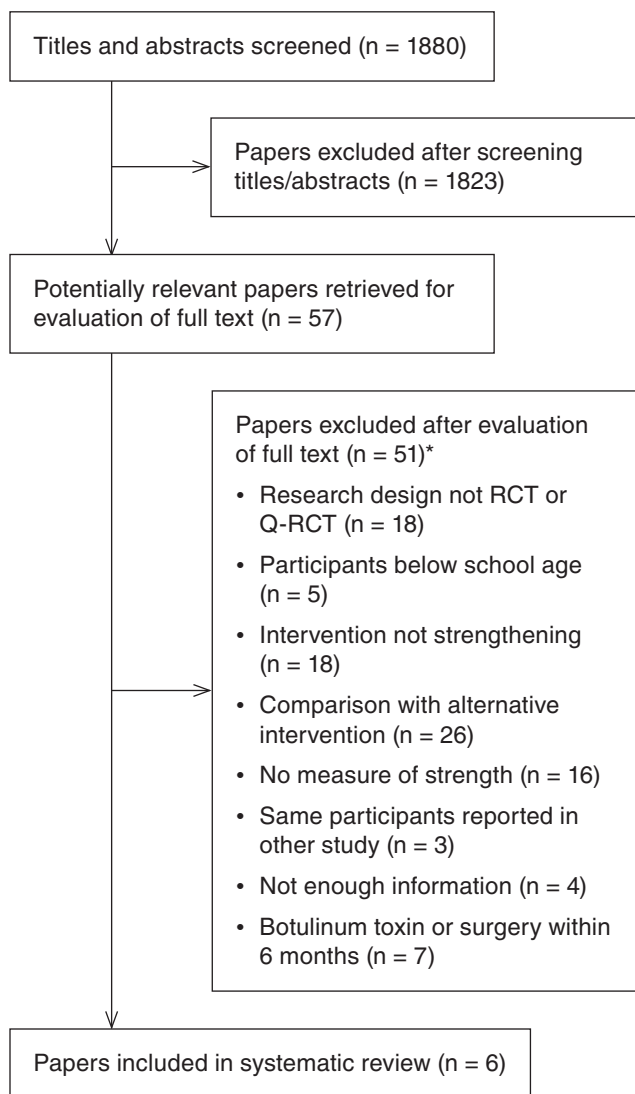 Titles and abstracts screened (n = 1880)
Papers excluded after screening
titles/abstracts (n = 1823)
Potentially relevant papers retrieved for
evaluation of full text (n = 57)
Papers excluded after evaluation
of full text (n = 51)*
• Research design not RCT or
Q-RCT (n = 18)
• Participants below school age
(n = 5)
• Intervention not strengthening
(n = 18)
• Comparison with alternative
intervention (n = 26)
• No measure of strength (n = 16)
• Same participants reported in
other study (n = 3)
• Not enough information (n = 4)
• Botulinum toxin or surgery within
6 months (n = 7)
Papers included in systematic review (n = 6)